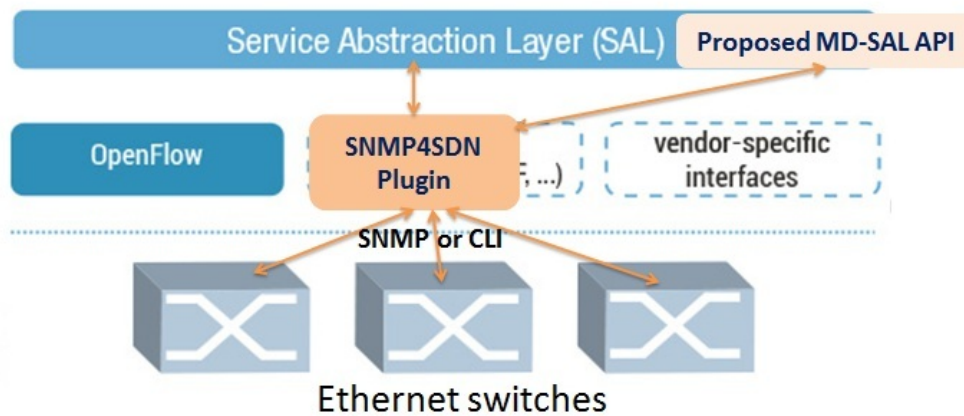 Service Abstraction Layer (SAL)
Proposed MD-SAL API
OpenFlow
SNMP4SDN
Plugin
, ...)
vendor-specific
interfaces
SNMP or CLI
Ethernet switches